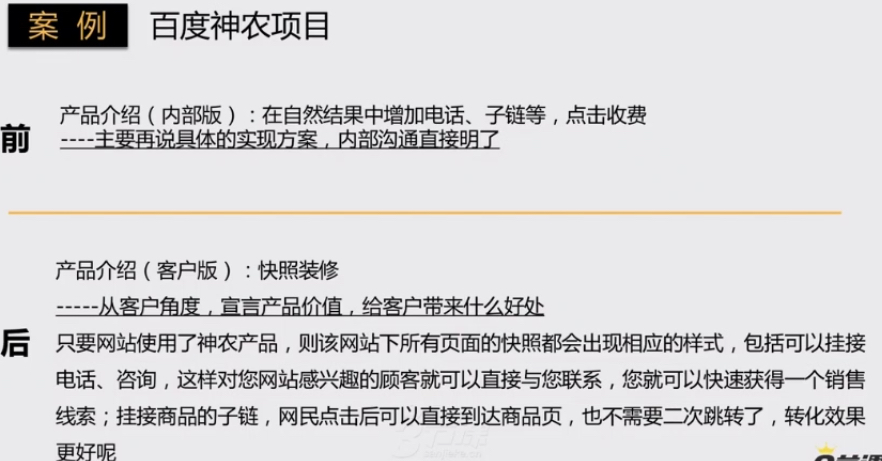 案 例 百度神农项目
前
产品介绍（内部版）：在自然结果中增加电话、子链等，点击收费
----主要再说具体的实现方案，内部沟通直接明了
后
产品介绍（客户版）：快照装修
-----从客户角度，宣言产品价值，给客户带来什么好处
只要网站使用了神农产品，则该网站下所有页面的快照都会出现相应的样式，包括可以挂接
电话、咨询，这样对您网站感兴趣的顾客就可以直接与您联系，您就可以快速获得一个销售
线索；挂接商品的子链，网民点击后可以直接到达商品页，也不需要二次跳转了，转化效果
更好呢